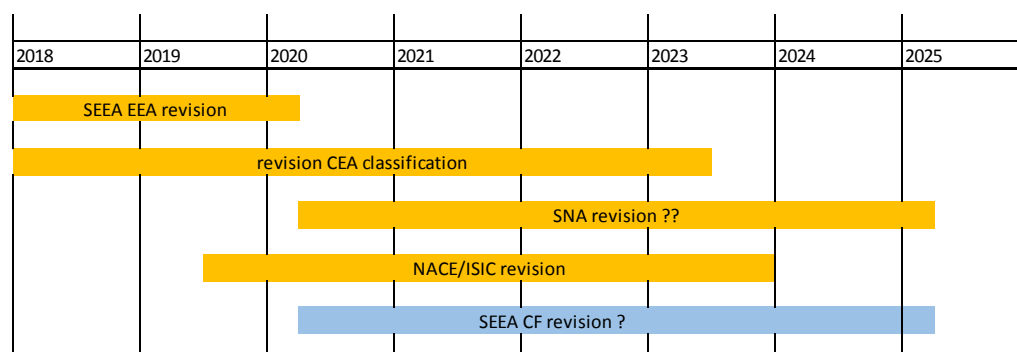 2018 2019 2020 2021 2022 2023 2024 2025
SEEA EEA revision
revision CEA classification
SNA revision ??
NACE/ISIC revision
SEEA CF revision ?